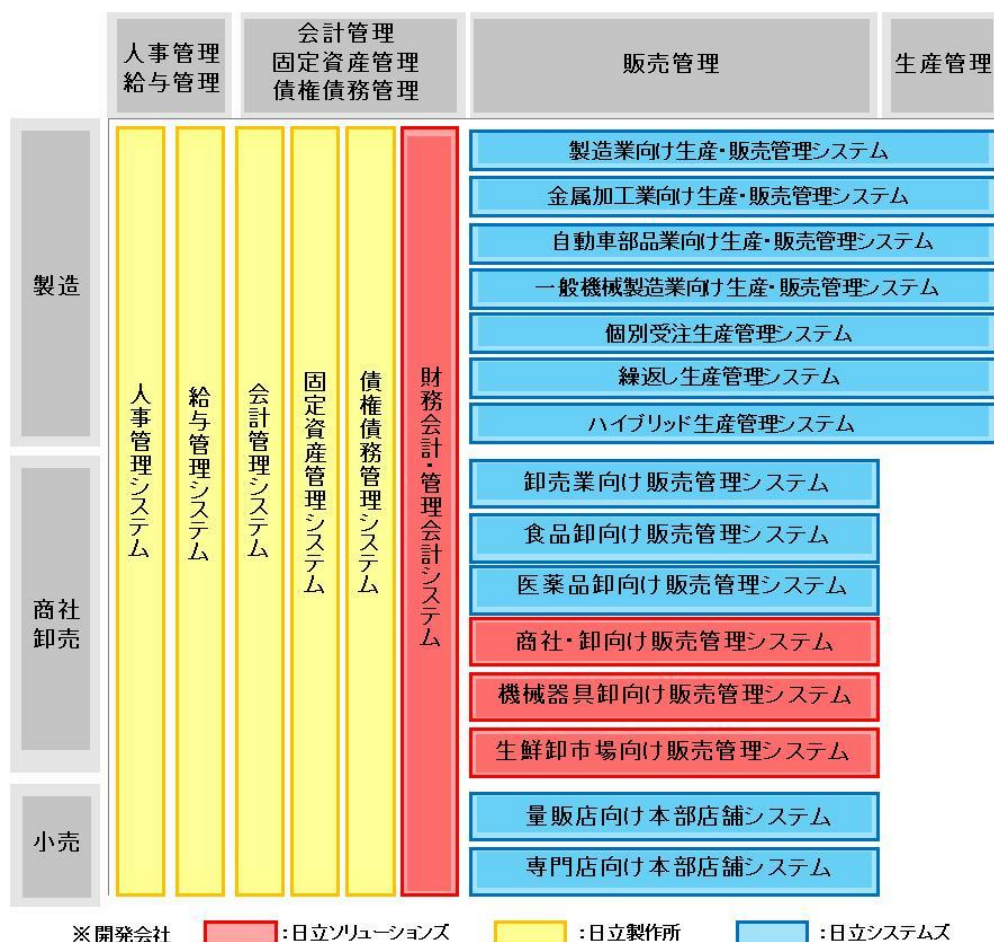 人事管理
給与管理
会計管理
固定資産管理
債権債務管理
販売管理
生産管理
製造
商社
卸売
小売
人事管理システム
給与管理システム
会計管理システム
固定資産管理システム
債権債務管理システム
財務会計・管理会計システム
製造業向け生産・販売管理システム
金属加工業向け生産・販売管理システム
自動車部品業向け生産・販売管理システム
一般機械製造業向け生産・販売管理システム
個別受注生産管理システム
繰返し生産管理システム
ハイブリッド生産管理システム
卸売業向け販売管理システム
食品卸向け販売管理システム
医薬品卸向け販売管理システム
商社・卸向け販売管理システム
機械器具卸向け販売管理システム
生鮮卸市場向け販売管理システム
量販店向け本部店舗システム
専門店向け本部店舗システム
※開発会社 :日立ソリューションズ :日立製作所 :日立システムズ